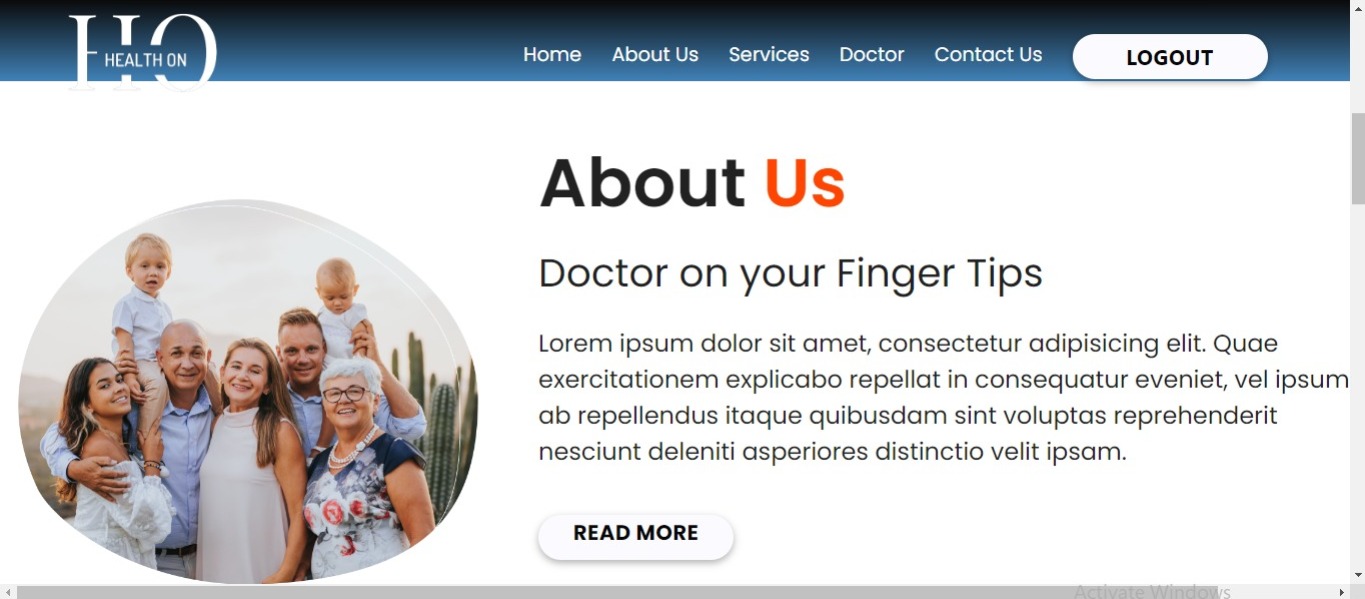 HO
HEALTH ON
Home About Us Services Doctor Contact Us LOGOUT
About Us
Doctor on your Finger Tips
Lorem ipsum dolor sit amet, consectetur adipisicing elit. Quae
exercitationem explicabo repellat in consequatur eveniet, vel ipsum
ab repellendus itaque quibusdam sint voluptas reprehenderit
nesciunt deleniti asperiores distinctio velit ipsam.
READ MORE
Activate Windows